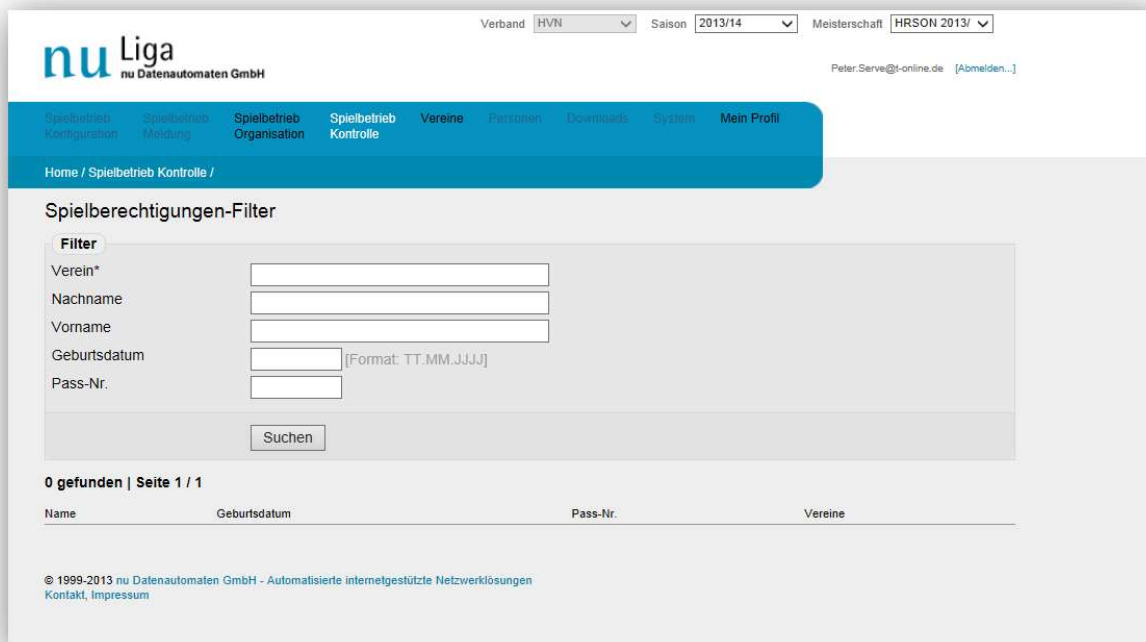 Verband HVN Saison 2013/14 Meisterschaft HRSON 2013/
nu Liga
nu Datenautomaten GmbH
Peter.Serve@t-online.de [Abmelden...]
Spielbetrieb Konfiguration
Spielbetrieb Meldung
Spielbetrieb Organisation
Spielbetrieb Kontrolle
Vereine
Personen
Downloads
System
Mein Profil
Home / Spielbetrieb Kontrolle /
Spielberechtigungen-Filter
Filter
Verein*
Nachname
Vorname
Geburtsdatum [Format: TT.MM.JJJJ]
Pass-Nr.
Suchen
0 gefunden | Seite 1 / 1
Name Geburtsdatum Pass-Nr. Vereine
© 1999-2013 nu Datenautomaten GmbH - Automatisierte internetgestützte Netzwerklösungen
Kontakt, Impressum